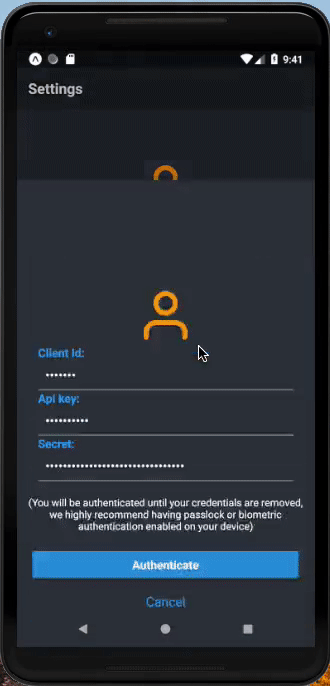 9:41
Settings
Client Id:
•••••••
Api key:
••••••••••
Secret:
••••••••••••••••••••••••••••••••
(You will be authenticated until your credentials are removed,
we highly recommend having passlock or biometric
authentication enabled on your device)
Authenticate
Cancel